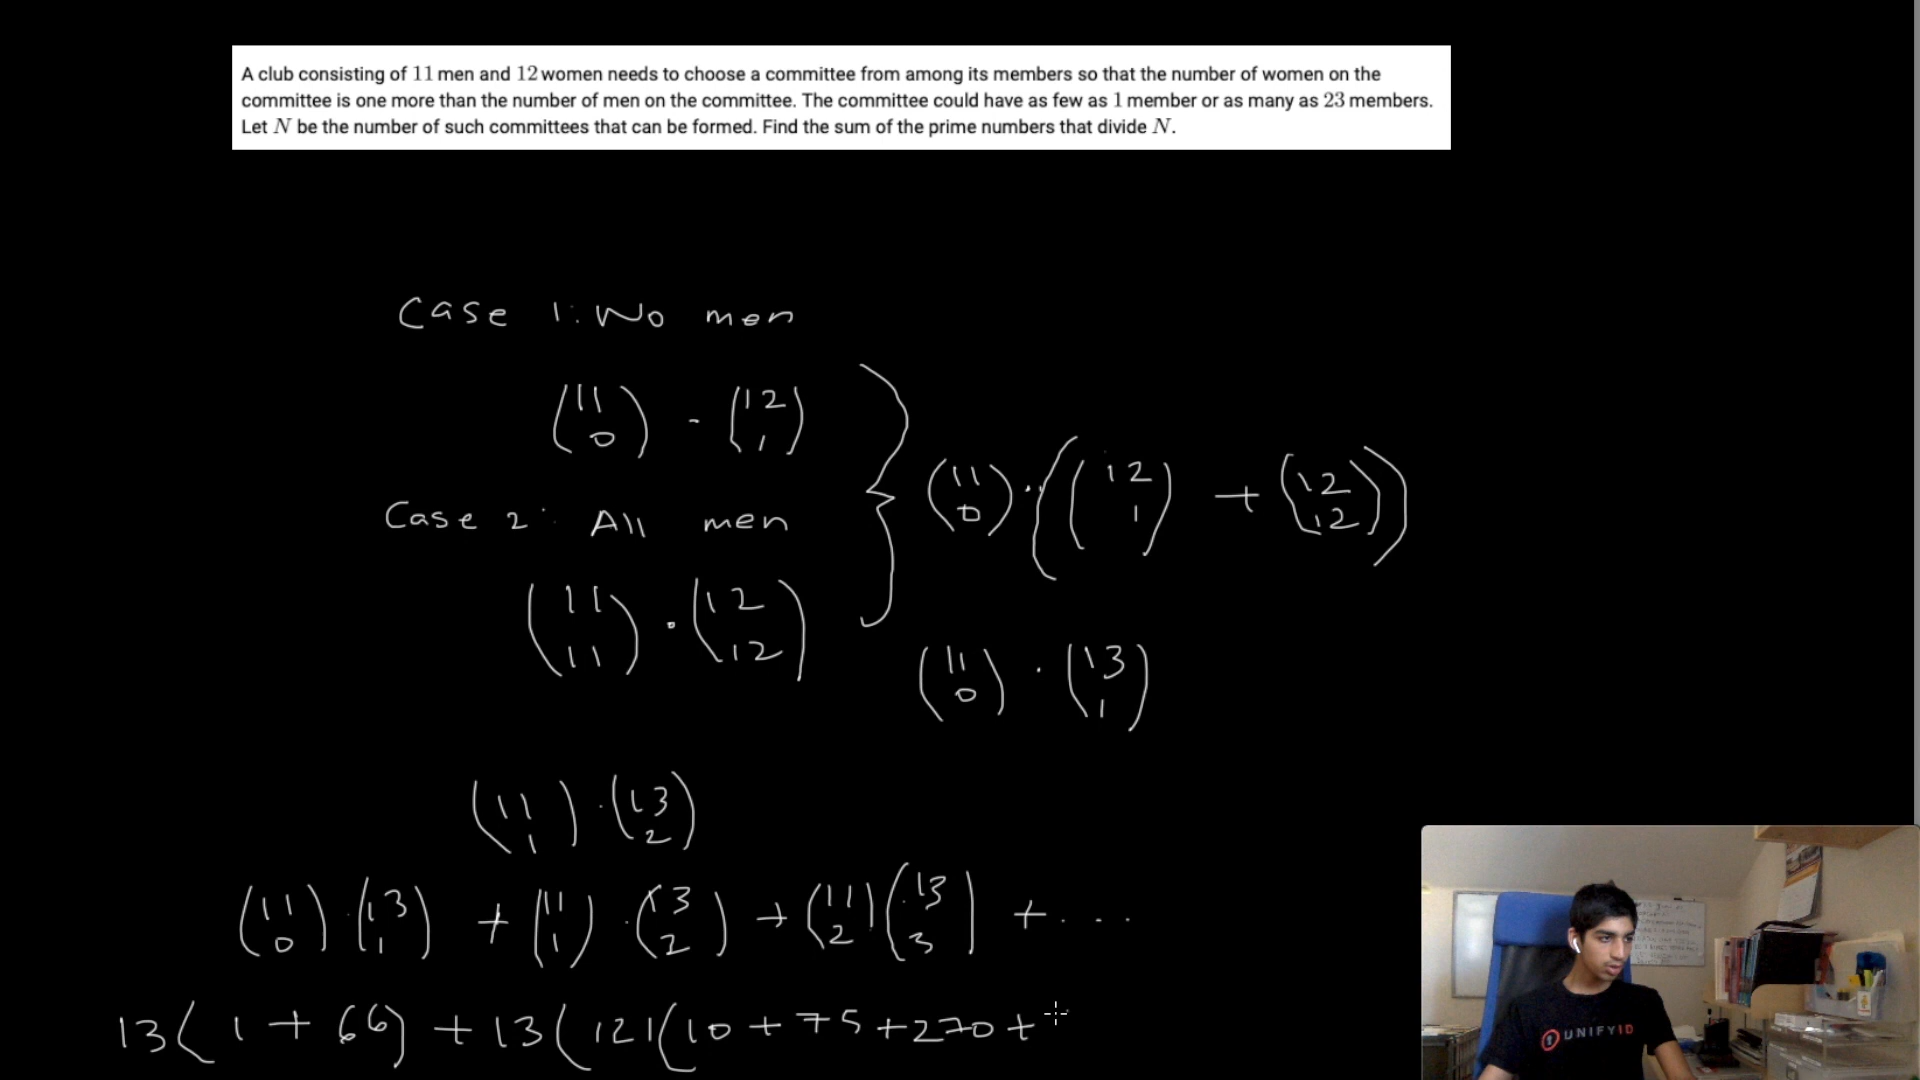 A club consisting of 11 men and 12 women needs to choose a committee from among its members so that the number of women on the
committee is one more than the number of men on the committee. The committee could have as few as 1 member or as many as 23 members.
Let N be the number of such committees that can be formed. Find the sum of the prime numbers that divide N.
Case 1: No men
(11 0) · (12 1)
Case 2: All men
(11 11) · (12 12)
(11 0) · ((12 1) + (12 12))
(11 0) · (13 1)
(11 1) · (13 2)
(11 0) · (13 1) + (11 1) · (13 2) + (11 2) (13 3) + . . .
13 ( 1 + 66) + 13 ( 121 ( 10 + 75 + 270 +
UNIFYID